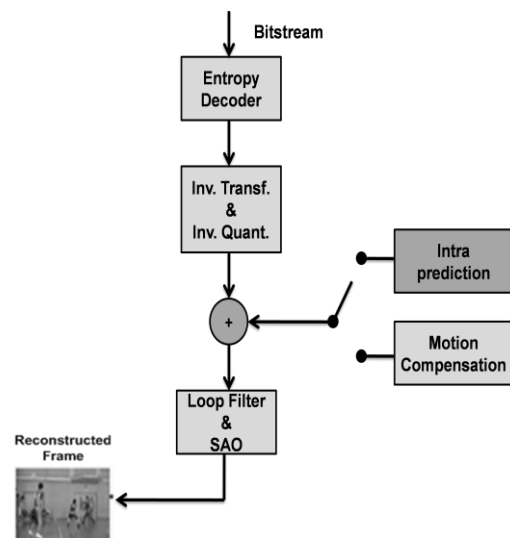 Bitstream
Entropy
Decoder
Inv. Transf.
&
Inv. Quant.
Intra
prediction
+
Motion
Compensation
Loop Filter
&
SAO
Reconstructed
Frame